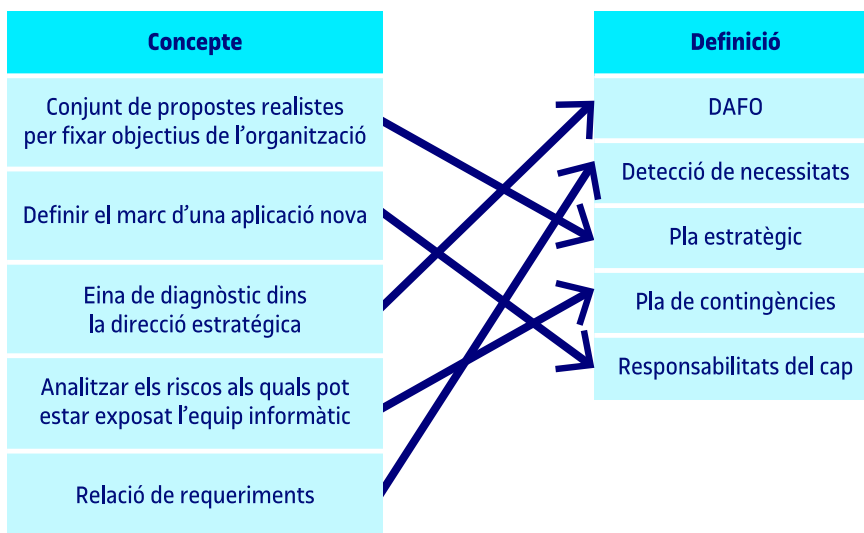 Concepte
Conjunt de propostes realistes
per fixar objectius de l'organització
Definir el marc d'una aplicació nova
Eina de diagnòstic dins
la direcció estratégica
Analitzar els riscos als quals pot
estar exposat l'equip informàtic
Relació de requeriments
Definició
DAFO
Detecció de necessitats
Pla estratègic
Pla de contingències
Responsabilitats del cap